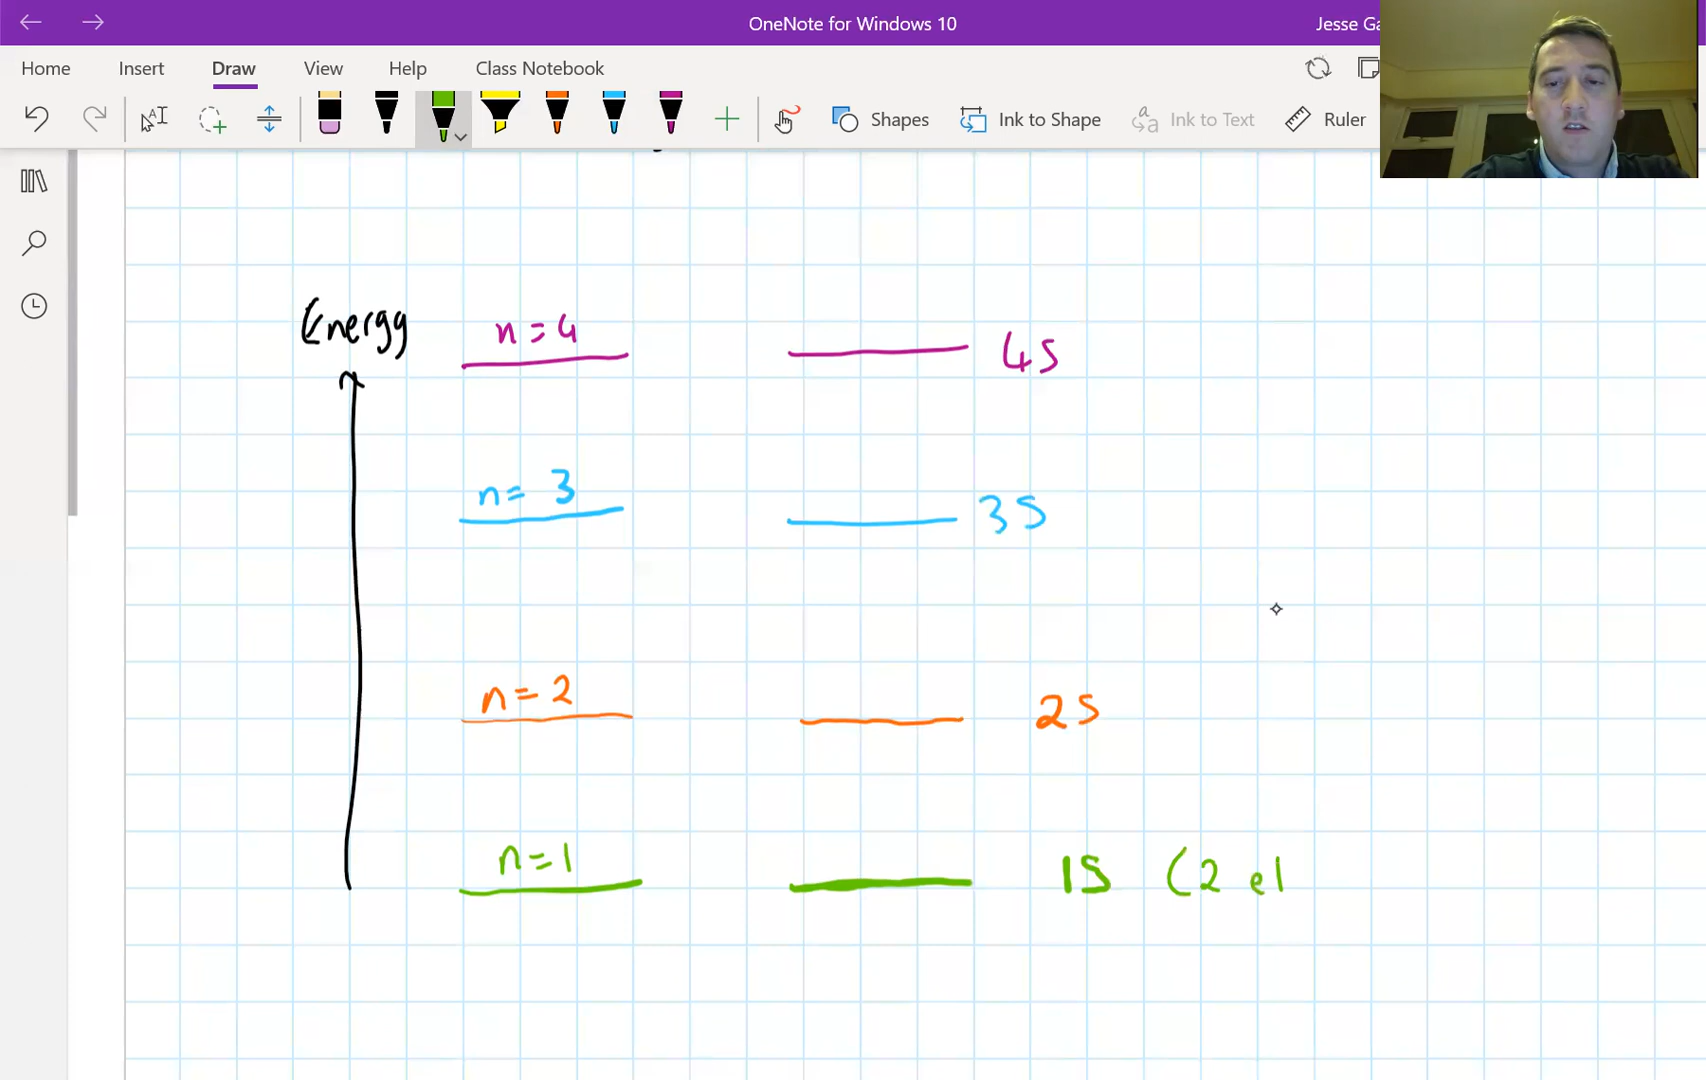 OneNote for Windows 10
Jesse Ga
Home Insert Draw View Help Class Notebook
Shapes Ink to Shape Ink to Text Ruler
Energy
n=4 4s
n=3 3s
n=2 2s
n=1 1s (2 el